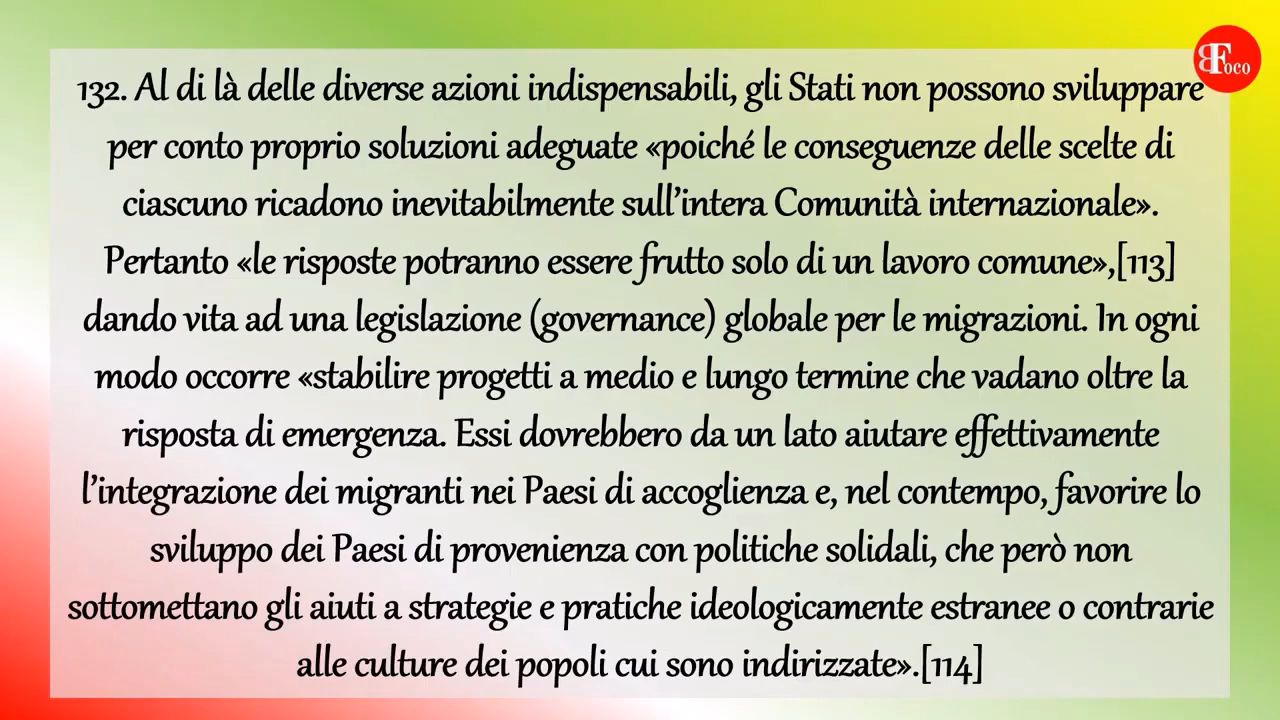 BFoco
132. Al di là delle diverse azioni indispensabili, gli Stati non possono sviluppare
per conto proprio soluzioni adeguate «poiché le conseguenze delle scelte di
ciascuno ricadono inevitabilmente sull’intera Comunità internazionale».
Pertanto «le risposte potranno essere frutto solo di un lavoro comune»,[113]
dando vita ad una legislazione (governance) globale per le migrazioni. In ogni
modo occorre «stabilire progetti a medio e lungo termine che vadano oltre la
risposta di emergenza. Essi dovrebbero da un lato aiutare effettivamente
l’integrazione dei migranti nei Paesi di accoglienza e, nel contempo, favorire lo
sviluppo dei Paesi di provenienza con politiche solidali, che però non
sottomettano gli aiuti a strategie e pratiche ideologicamente estranee o contrarie
alle culture dei popoli cui sono indirizzate».[114]